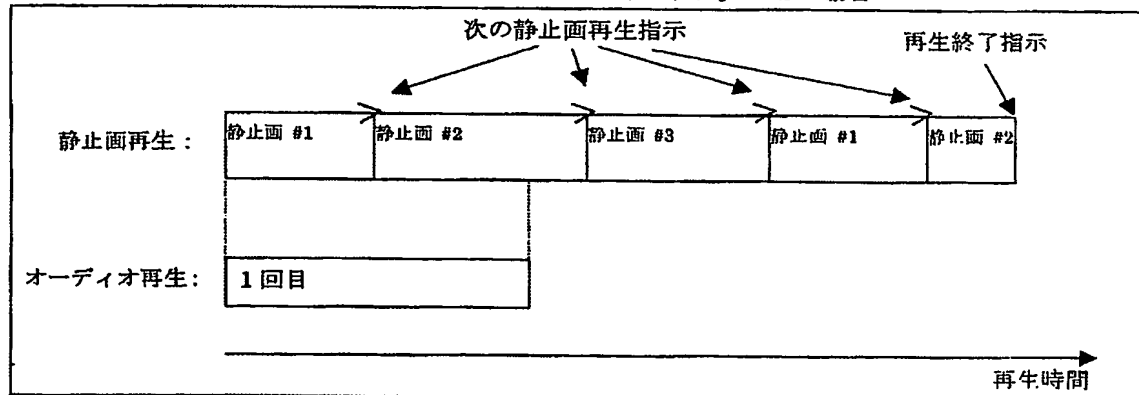 次の静止画再生指示
再生終了指示
静止画再生：
静止画 #1
静止画 #2
静止画 #3
静止画 #1
静止画 #2
オーディオ再生：
1回目
再生時間